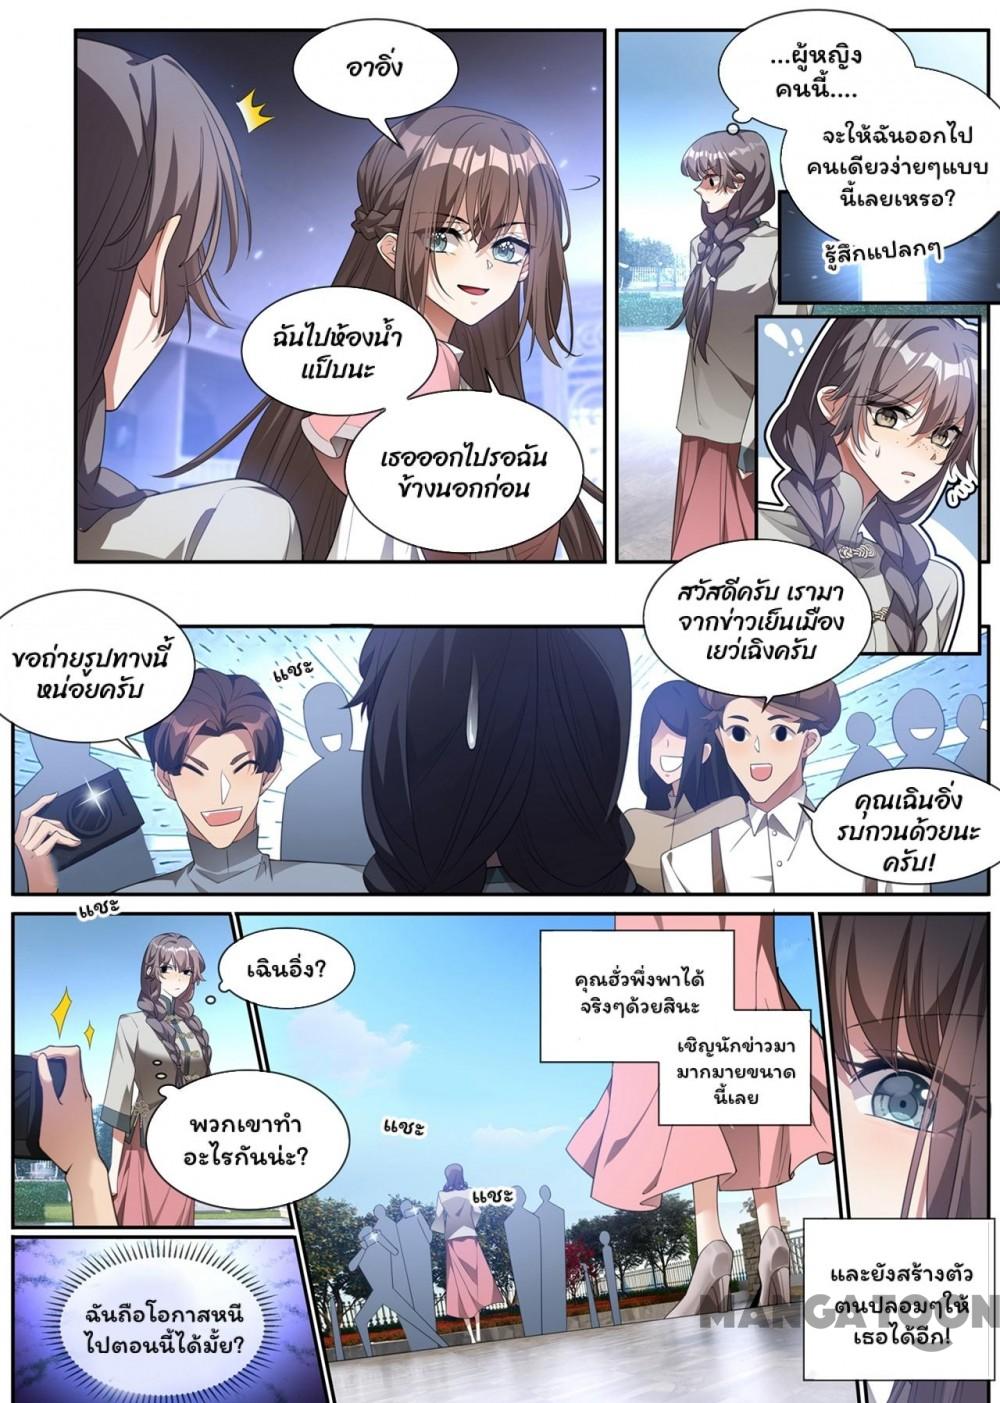 อาอิ่ง
ฉันไปห้องน้ำ
แป๊บนะ
เธอออกไปรอฉัน
ข้างนอกก่อน
...ผู้หญิง
คนนี้....
จะให้ฉันออกไป
คนเดียวง่ายๆแบบ
นี้เลยเหรอ?
รู้สึกแปลกๆ
ขอถ่ายรูปทางนี้
หน่อยครับ
แชะ
สวัสดีครับ เรามา
จากข่าวเย็นเมือง
เยว่เฉิงครับ
คุณเฉินอิ่ง
รบกวนด้วยนะ
ครับ!
แชะ
เฉินอิ่ง?
พวกเขาทำ
อะไรกันน่ะ?
คุณฮั่วพึ่งพาได้
จริงๆด้วยสินะ
เชิญนักข่าวมา
มากมายขนาด
นี้เลย
แชะ
แชะ
ฉันถือโอกาสหนี
ไปตอนนี้ได้มั้ย?
และยังสร้างตัว
ตนปลอมๆให้
เธอได้อีก!
MANGATOON